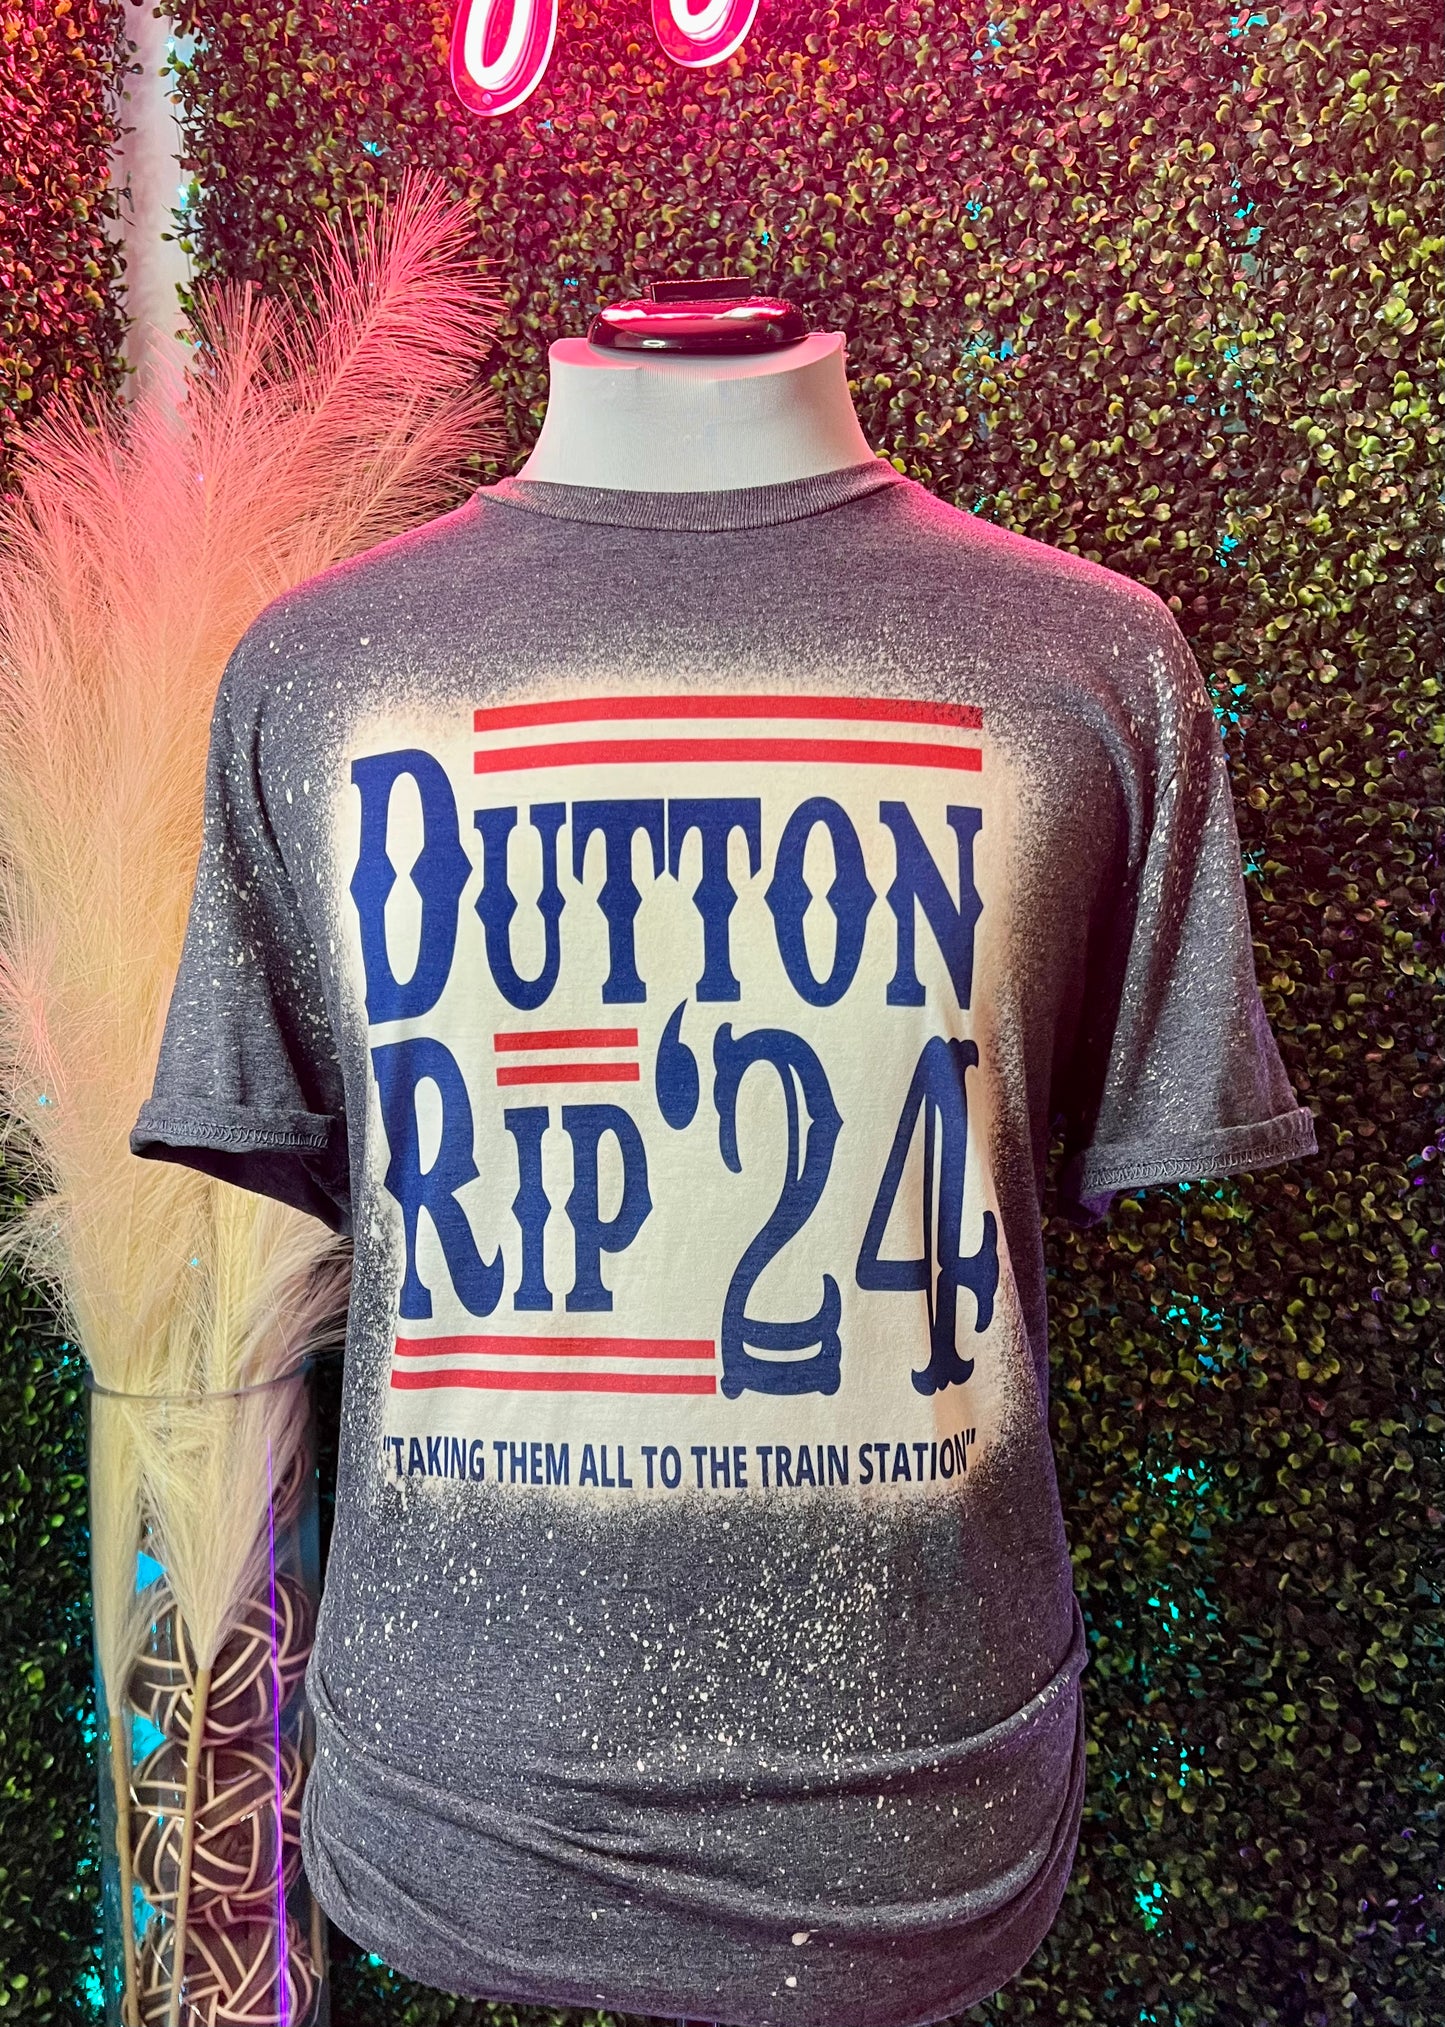 DUTTON
RIP '24
"TAKING THEM ALL TO THE TRAIN STATION"